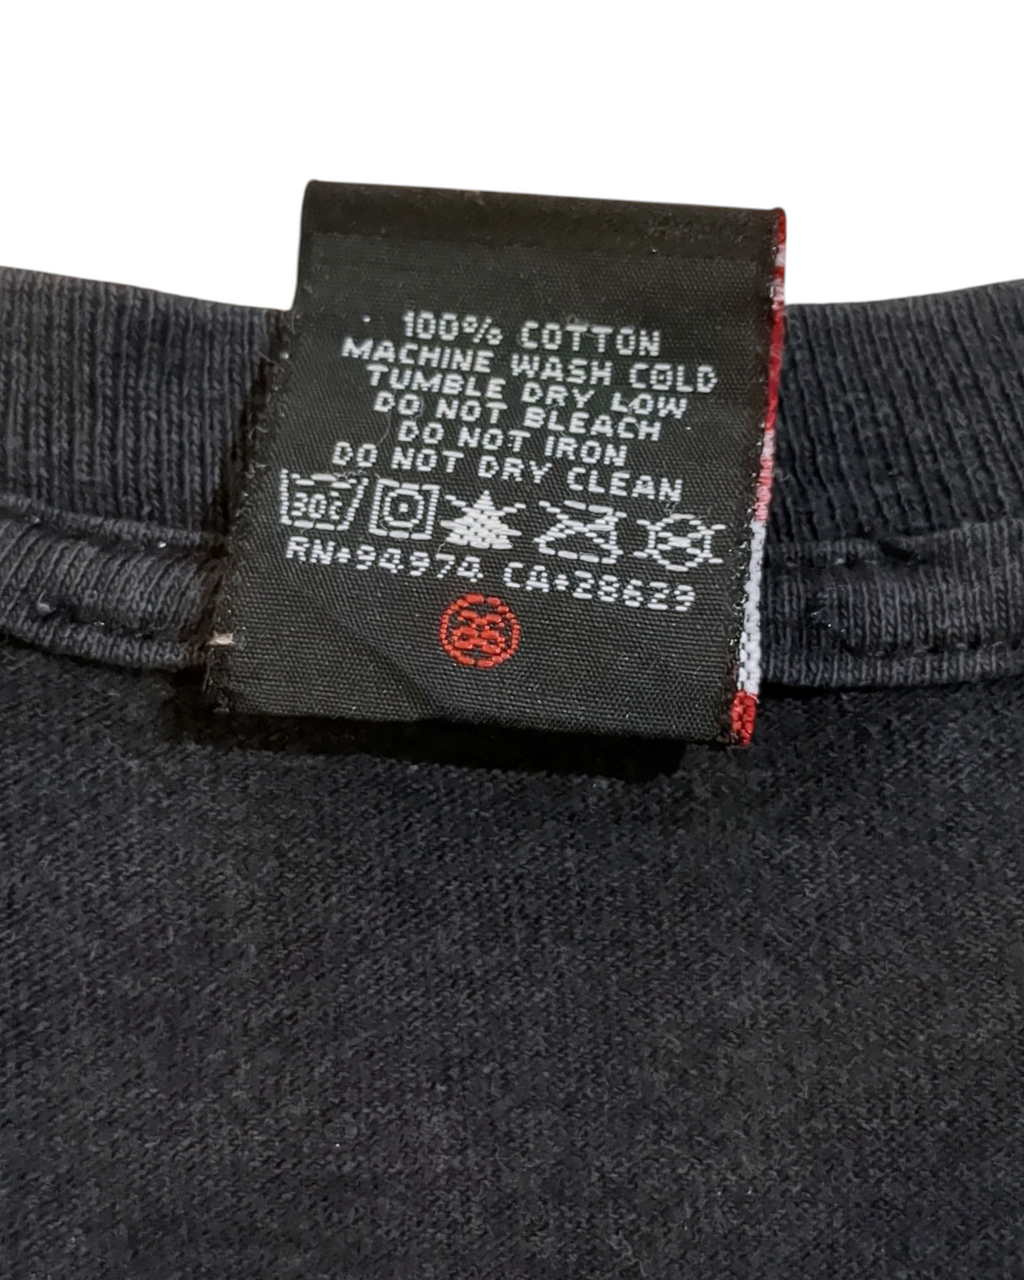 100% COTTON
MACHINE WASH COLD
TUMBLE DRY LOW
DO NOT BLEACH
DO NOT IRON
DO NOT DRY CLEAN
30c
RN#94974 CA#28629